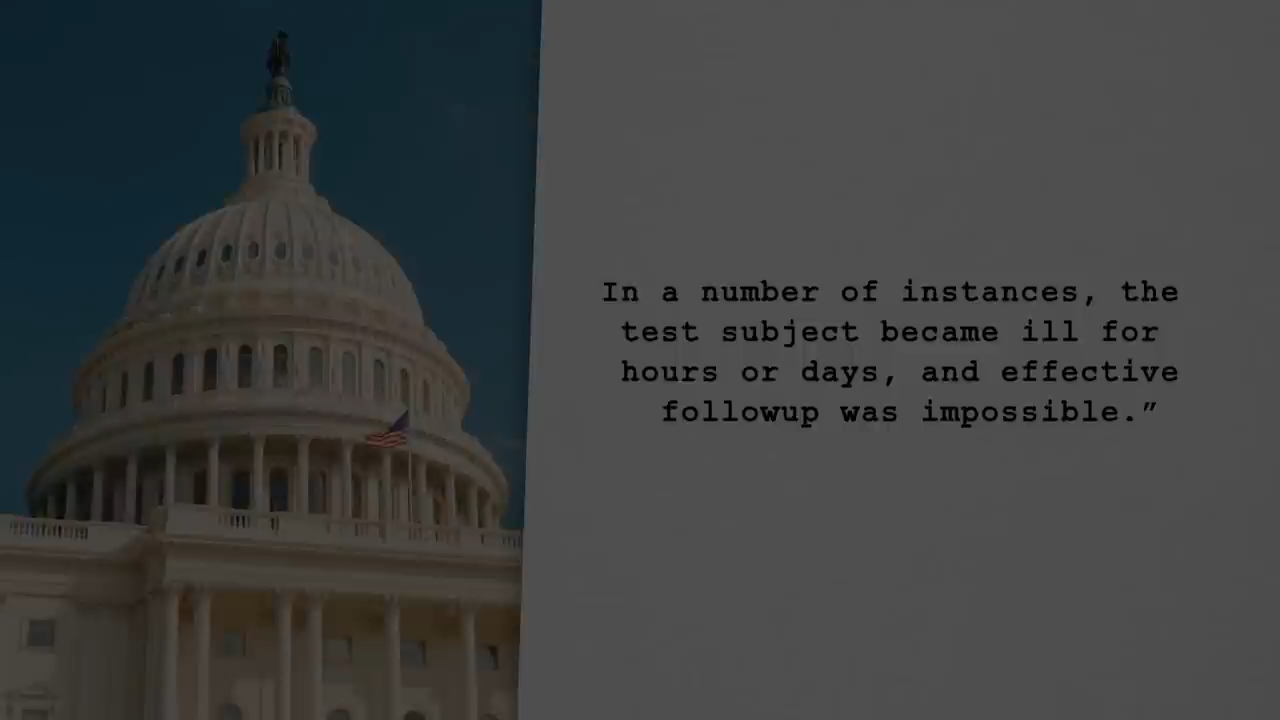 In a number of instances, the
test subject became ill for
hours or days, and effective
followup was impossible.”